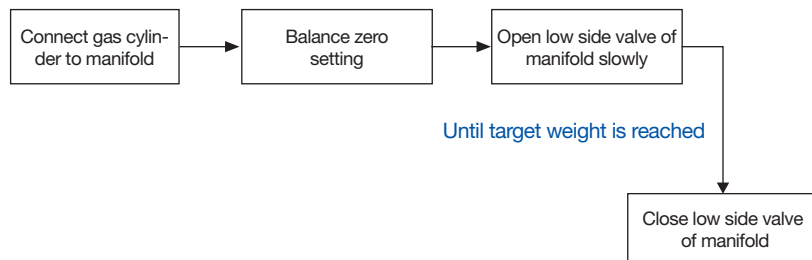 Connect gas cylin-
der to manifold
Balance zero
setting
Open low side valve of
manifold slowly
Until target weight is reached
Close low side valve
of manifold